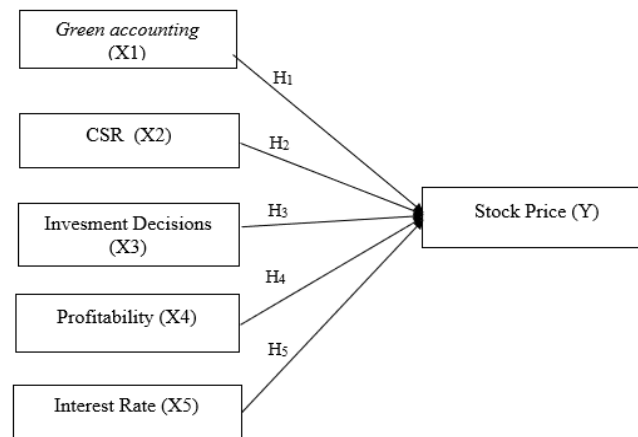 Green accounting
(X1)
H1
CSR (X2)
H2
Invesment Decisions
(X3)
H3
Stock Price (Y)
Profitability (X4)
H4
Interest Rate (X5)
H5